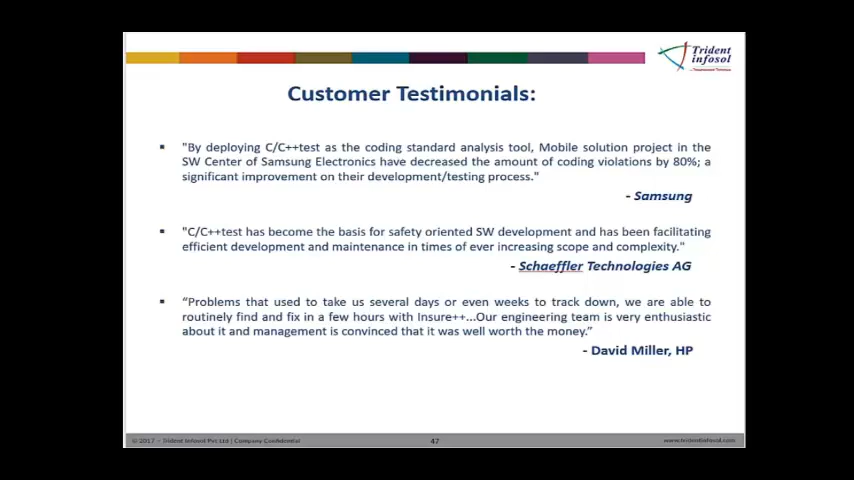 Trident
infosol
Customer Testimonials:
▪ "By deploying C/C++test as the coding standard analysis tool, Mobile solution project in the
SW Center of Samsung Electronics have decreased the amount of coding violations by 80%; a
significant improvement on their development/testing process."
- Samsung
▪ "C/C++test has become the basis for safety oriented SW development and has been facilitating
efficient development and maintenance in times of ever increasing scope and complexity."
- Schaeffler Technologies AG
▪ “Problems that used to take us several days or even weeks to track down, we are able to
routinely find and fix in a few hours with Insure++...Our engineering team is very enthusiastic
about it and management is convinced that it was well worth the money.”
- David Miller, HP
© 2017 – Trident Infosol Pvt Ltd | Company Confidential
47
www.tridentinfosol.com